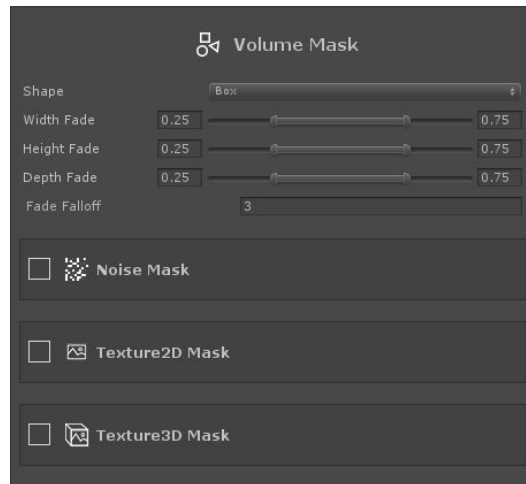 Volume Mask
Shape Box
Width Fade 0.25 0.75
Height Fade 0.25 0.75
Depth Fade 0.25 0.75
Fade Falloff 3
Noise Mask
Texture2D Mask
Texture3D Mask